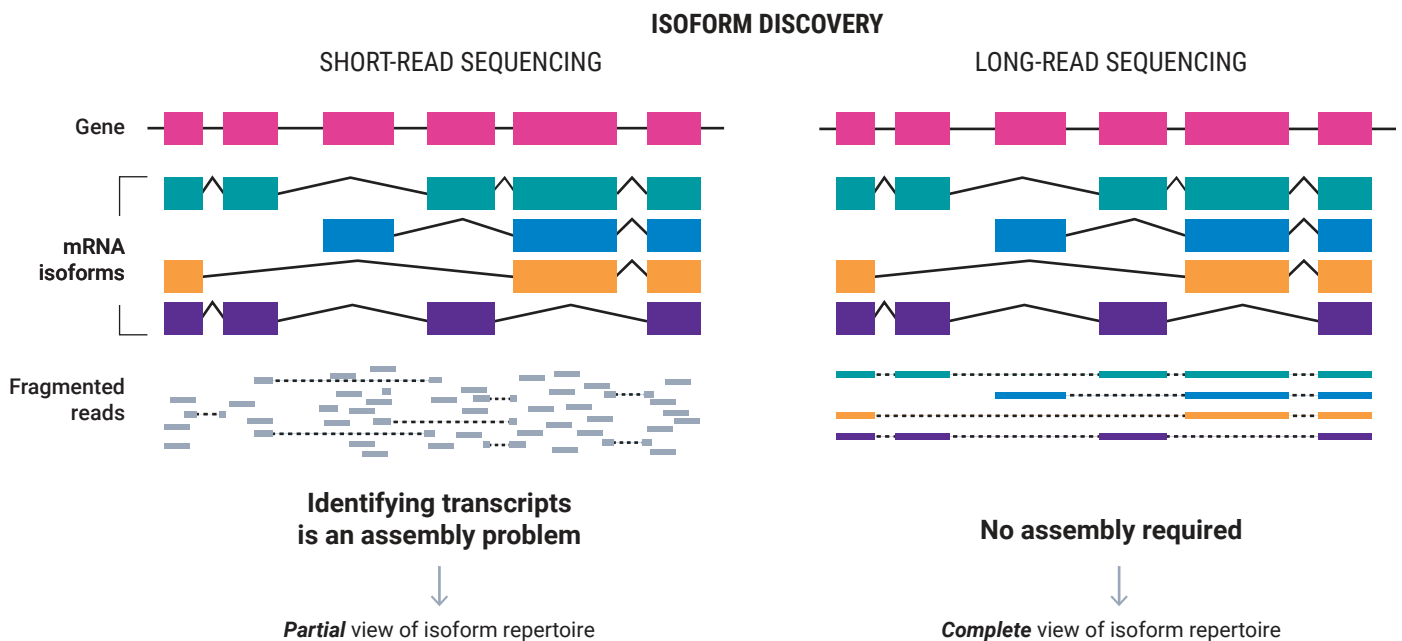 ISOFORM DISCOVERY
SHORT-READ SEQUENCING
LONG-READ SEQUENCING
Gene
mRNA
isoforms
Fragmented
reads
Identifying transcripts
is an assembly problem
No assembly required
Partial view of isoform repertoire
Complete view of isoform repertoire